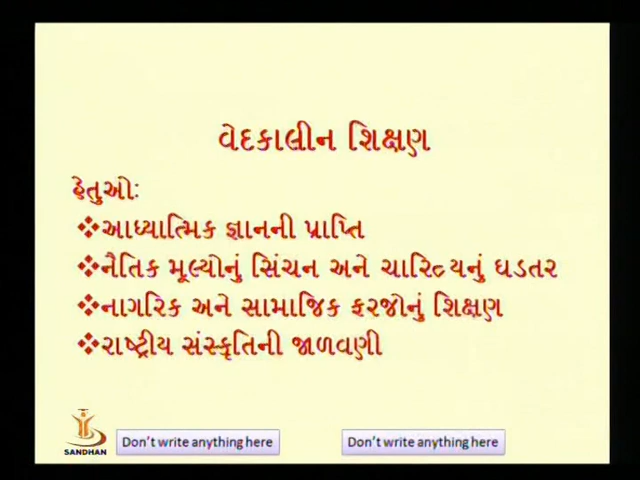 વેદકાલીન શિક્ષણ
હેતુઓઃ
❖આધ્યાત્મિક જ્ઞાનની પ્રાપ્તિ
❖નૈતિક મૂલ્યોનું સિંચન અને ચારિત્ર્યનું ઘડતર
❖નાગરિક અને સામાજિક ફરજોનું શિક્ષણ
❖રાષ્ટ્રીય સંસ્કૃતિની જાળવણી
SANDHAN
Don't write anything here
Don't write anything here